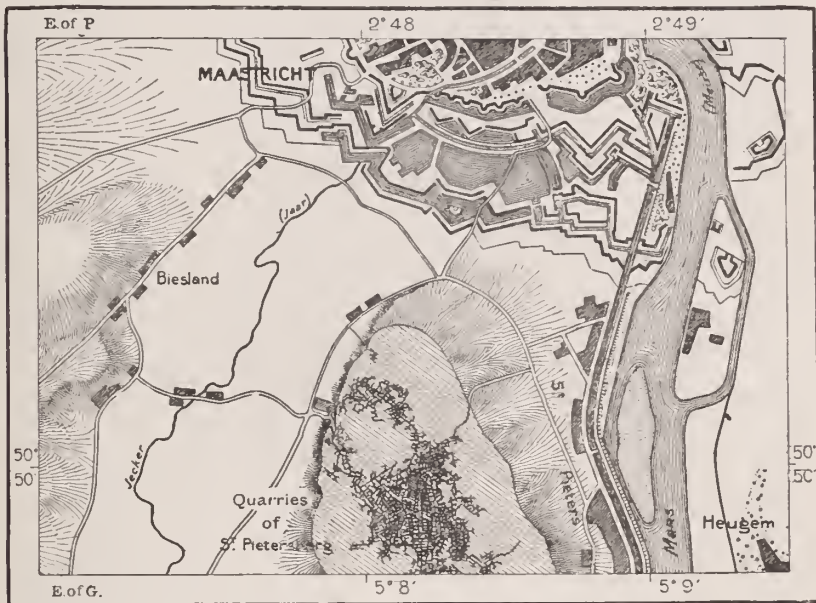 E. of P
2°48
2°49'
MAASTRICHT
(Meuse)
(Jaar)
Biesland
50°
50'
50°
50'
Jecker
St
Pieters
Quarries
of
St Pietersberg
Maas
Heugem
E. of G.
5°8'
5°9'